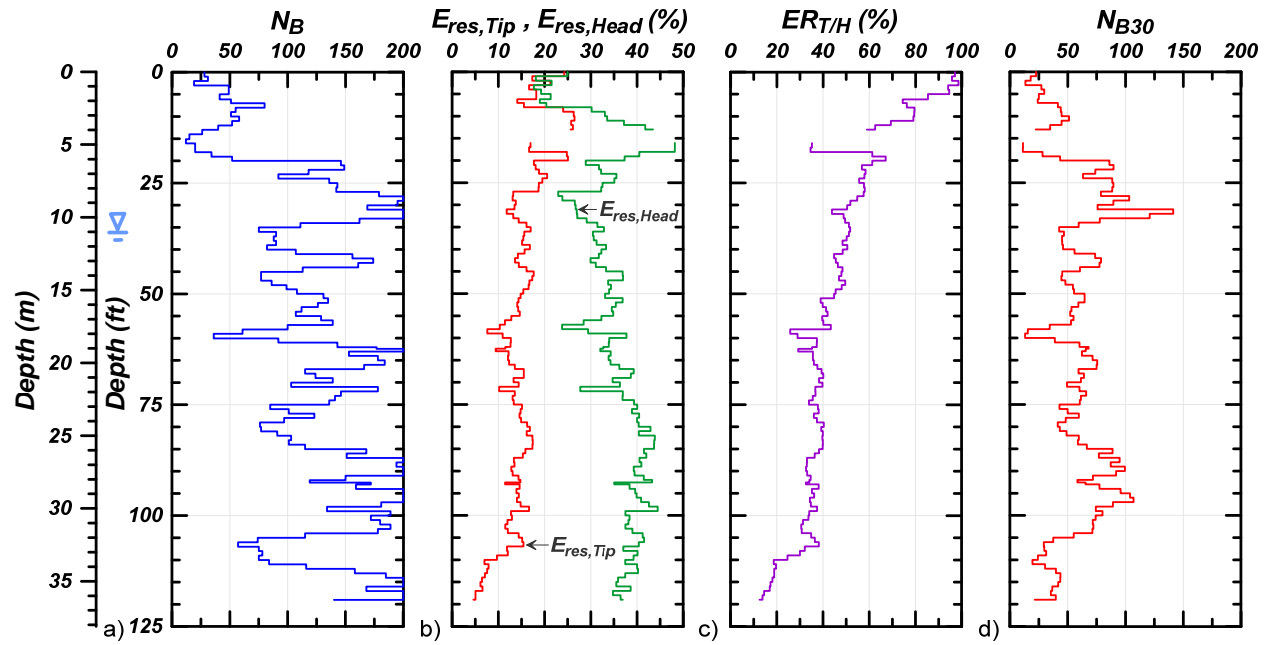 N_B
E_res,Tip , E_res,Head (%)
ER_T/H (%)
N_B30
0 50 100 150 200
0 10 20 30 40 50
0 20 40 60 80 100
0 50 100 150 200
0 5 10 15 20 25 30 35
Depth (m)
0 25 50 75 100 125
Depth (ft)
E_res,Head
E_res,Tip
a)
b)
c)
d)